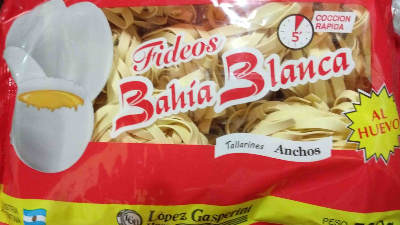 COCCION
RAPIDA
5'
Fideos
Bahía Blanca
AL
HUEVO
Tallarines Anchos
López Gasperini
PESO